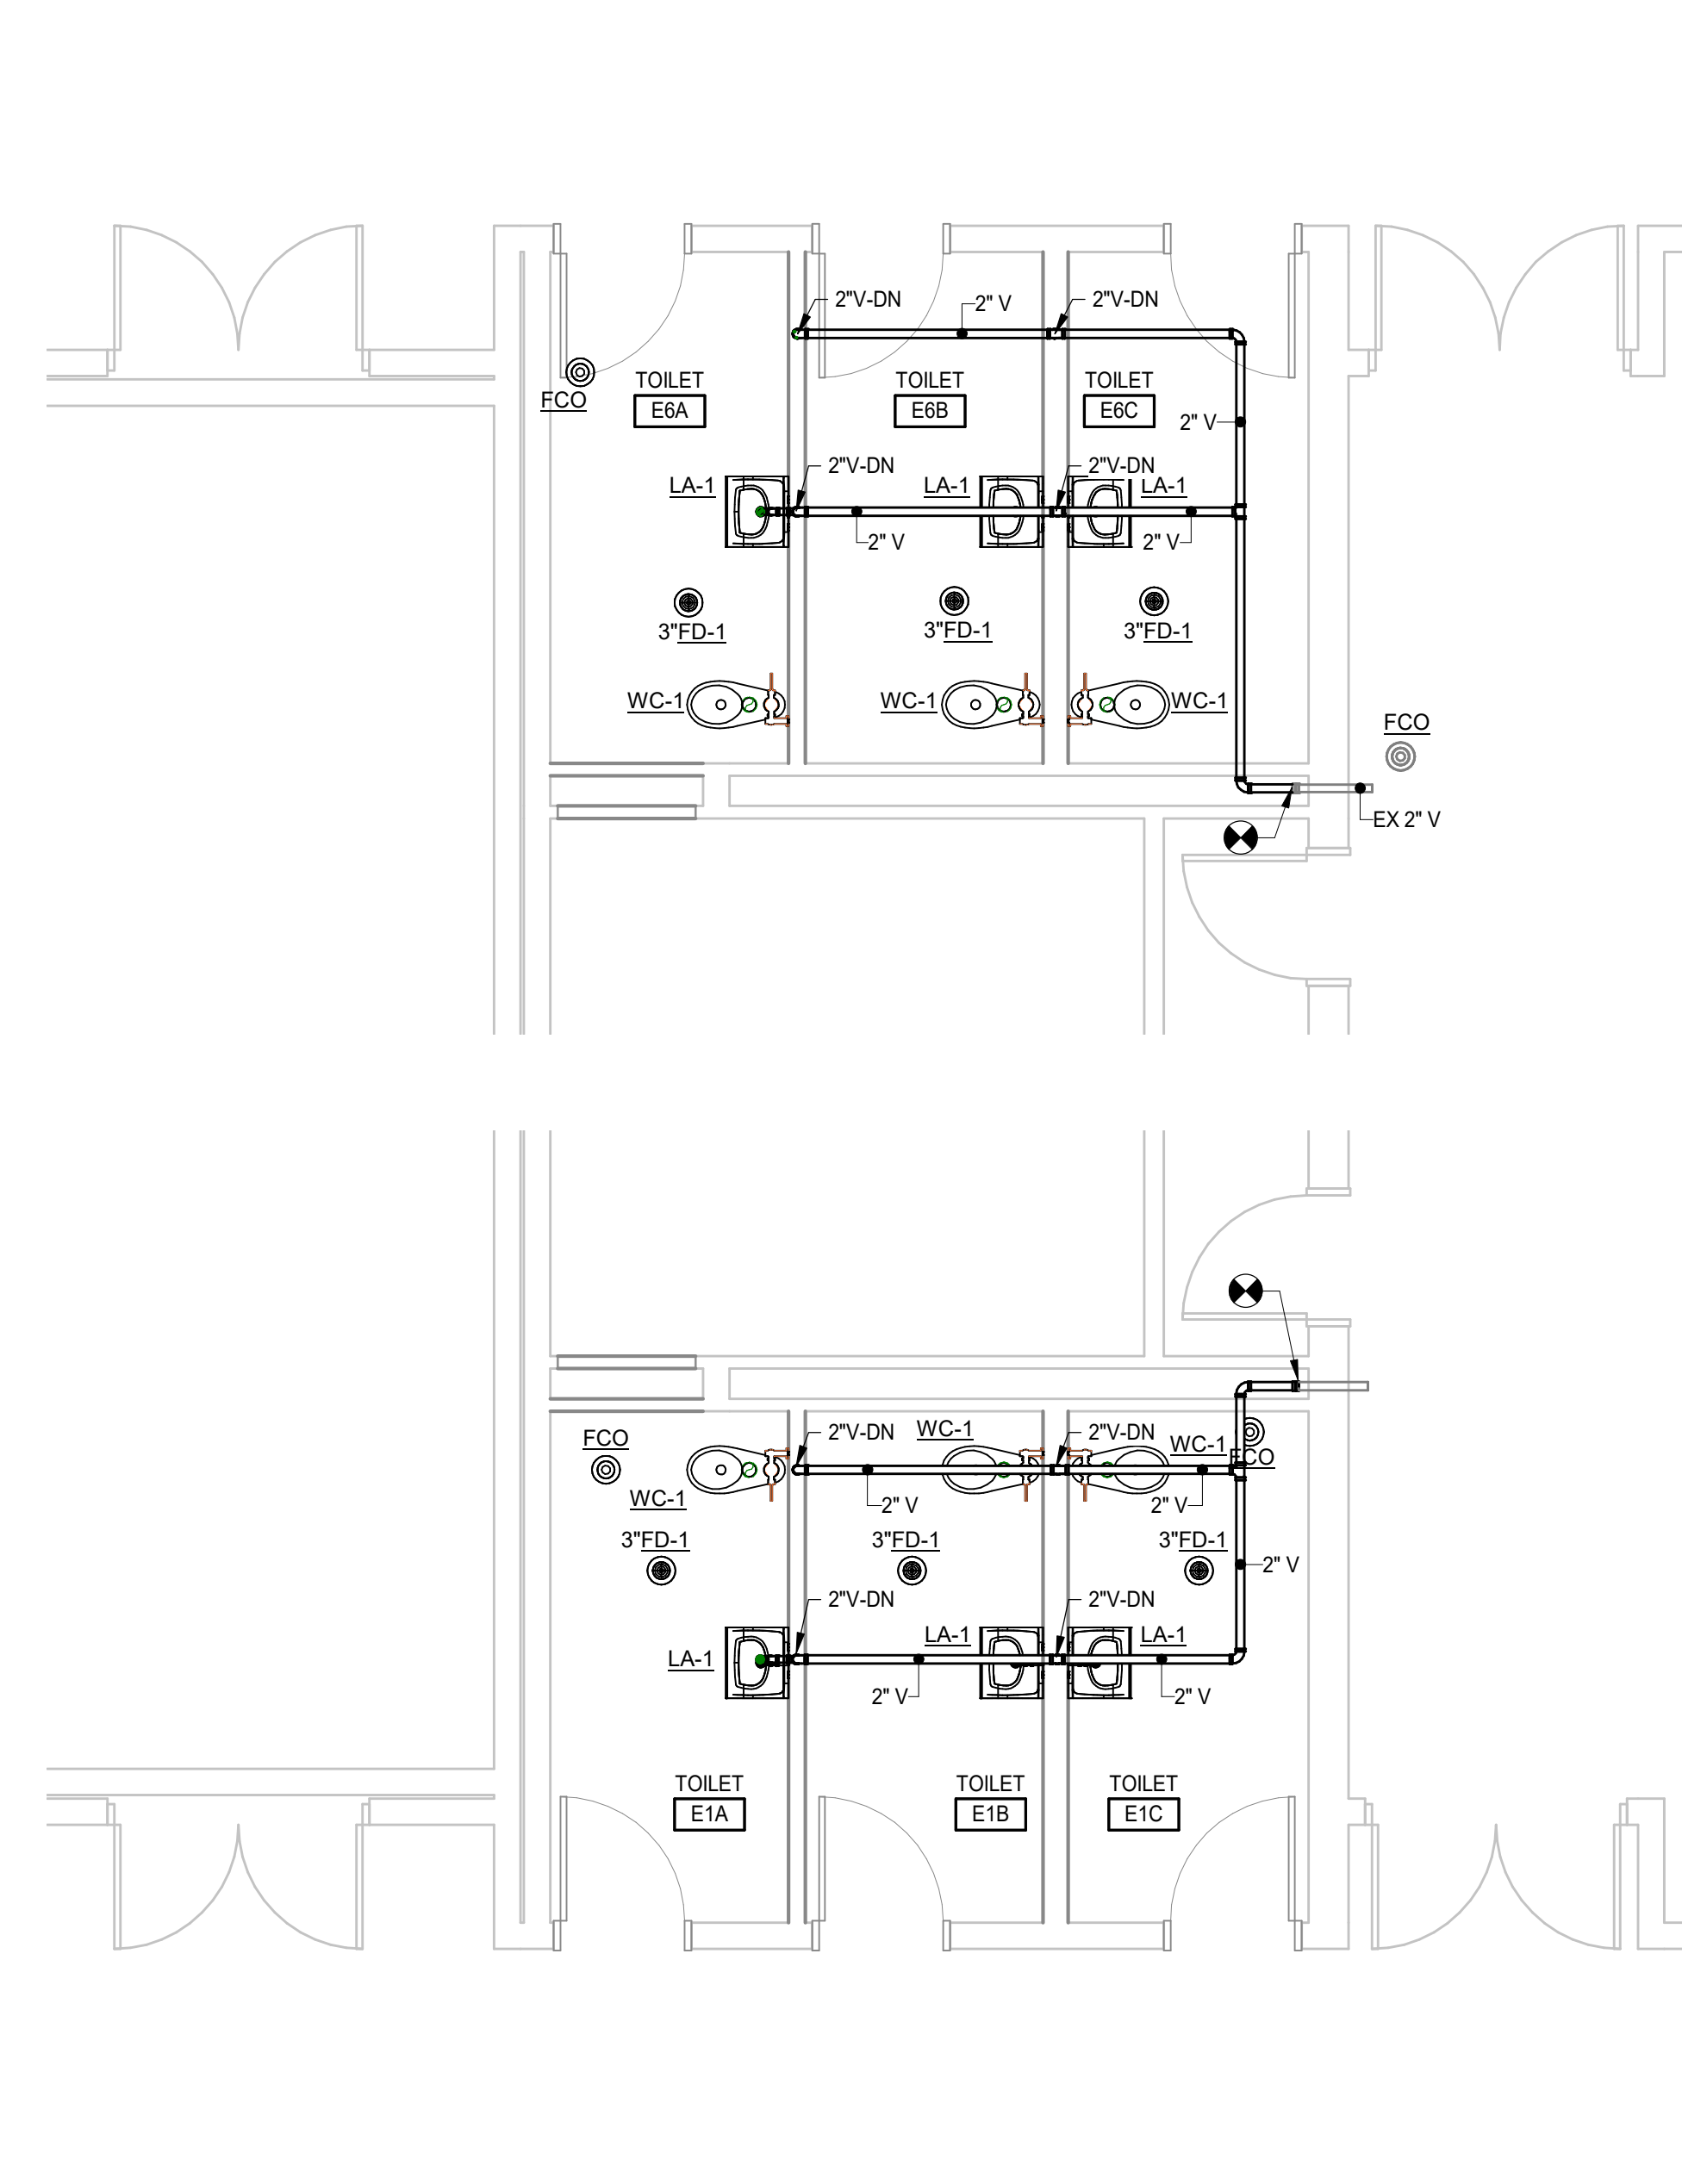 2"V-DN
2" V
2"V-DN
TOILET
E6A
TOILET
E6B
TOILET
E6C
FCO
2" V
2"V-DN
2"V-DN
LA-1
LA-1
LA-1
2" V
2" V
3"FD-1
3"FD-1
3"FD-1
WC-1
WC-1
WC-1
FCO
EX 2" V
FCO
2"V-DN
WC-1
2"V-DN
WC-1
FCO
WC-1
2" V
2" V
3"FD-1
3"FD-1
3"FD-1
2" V
2"V-DN
2"V-DN
LA-1
LA-1
LA-1
2" V
2" V
TOILET
E1A
TOILET
E1B
TOILET
E1C